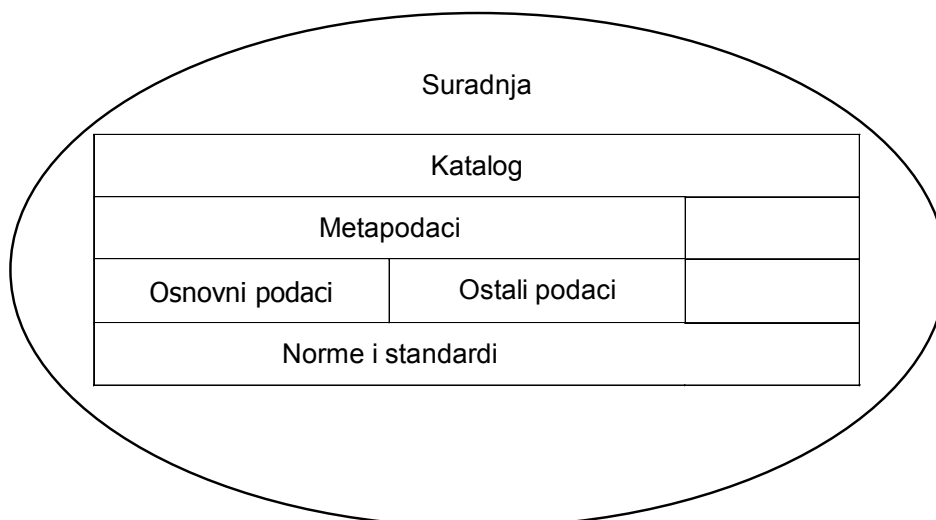 Suradnja
Katalog
Metapodaci
Osnovni podaci
Ostali podaci
Norme i standardi